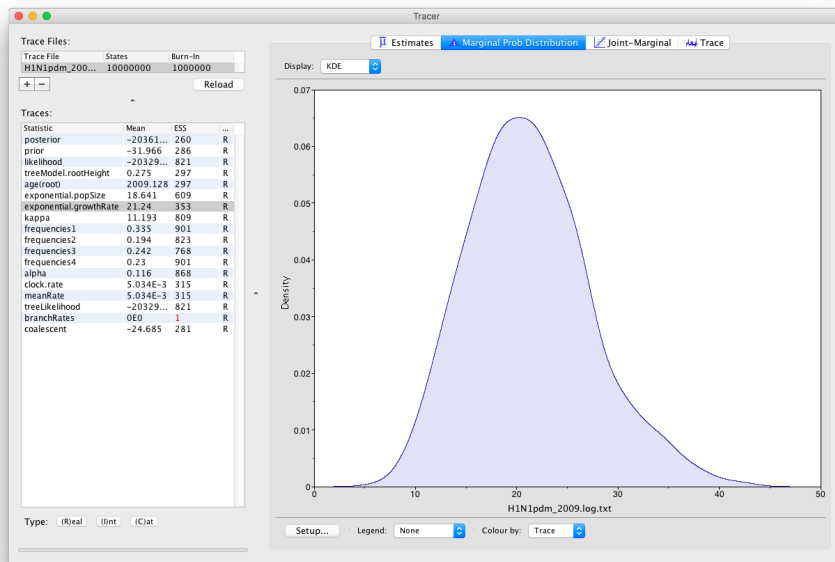 Tracer
Trace Files:
Trace File States Burn-In
H1N1pdm_200... 10000000 1000000
+ − Reload
Traces:
Statistic Mean ESS ...
posterior -20361... 260 R
prior -31.966 286 R
likelihood -20329... 821 R
treeModel.rootHeight 0.275 297 R
age(root) 2009.128 297 R
exponential.popSize 18.641 609 R
exponential.growthRate 21.24 353 R
kappa 11.193 809 R
frequencies1 0.335 901 R
frequencies2 0.194 823 R
frequencies3 0.242 768 R
frequencies4 0.23 901 R
alpha 0.116 868 R
clock.rate 5.034E-3 315 R
meanRate 5.034E-3 315 R
treeLikelihood -20329... 821 R
branchRates 0E0 1 R
coalescent -24.685 281 R
Type: (R)eal (I)nt (C)at
Estimates Marginal Prob Distribution Joint-Marginal Trace
Display: KDE
0.07
0.06
0.05
0.04
0.03
0.02
0.01
0
Density
0 10 20 30 40 50
H1N1pdm_2009.log.txt
Setup... Legend: None Colour by: Trace